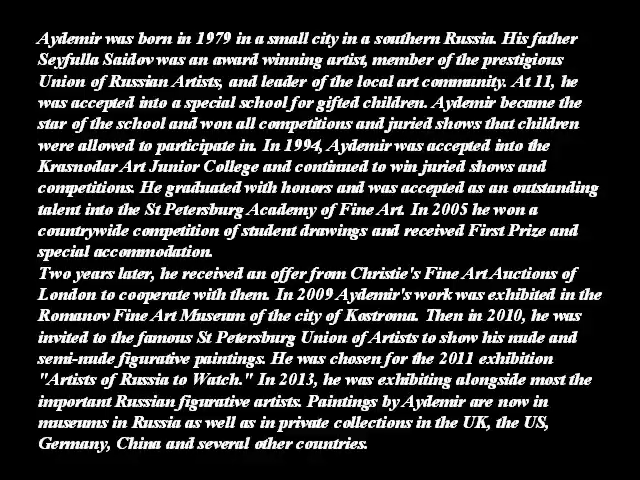 Aydemir was born in 1979 in a small city in a southern Russia. His father
Seyfulla Saidov was an award winning artist, member of the prestigious
Union of Russian Artists, and leader of the local art community. At 11, he
was accepted into a special school for gifted children. Aydemir became the
star of the school and won all competitions and juried shows that children
were allowed to participate in. In 1994, Aydemir was accepted into the
Krasnodar Art Junior College and continued to win juried shows and
competitions. He graduated with honors and was accepted as an outstanding
talent into the St Petersburg Academy of Fine Art. In 2005 he won a
countrywide competition of student drawings and received First Prize and
special accommodation.
Two years later, he received an offer from Christie's Fine Art Auctions of
London to cooperate with them. In 2009 Aydemir's work was exhibited in the
Romanov Fine Art Museum of the city of Kostroma. Then in 2010, he was
invited to the famous St Petersburg Union of Artists to show his nude and
semi-nude figurative paintings. He was chosen for the 2011 exhibition
"Artists of Russia to Watch." In 2013, he was exhibiting alongside most the
important Russian figurative artists. Paintings by Aydemir are now in
museums in Russia as well as in private collections in the UK, the US,
Germany, China and several other countries.